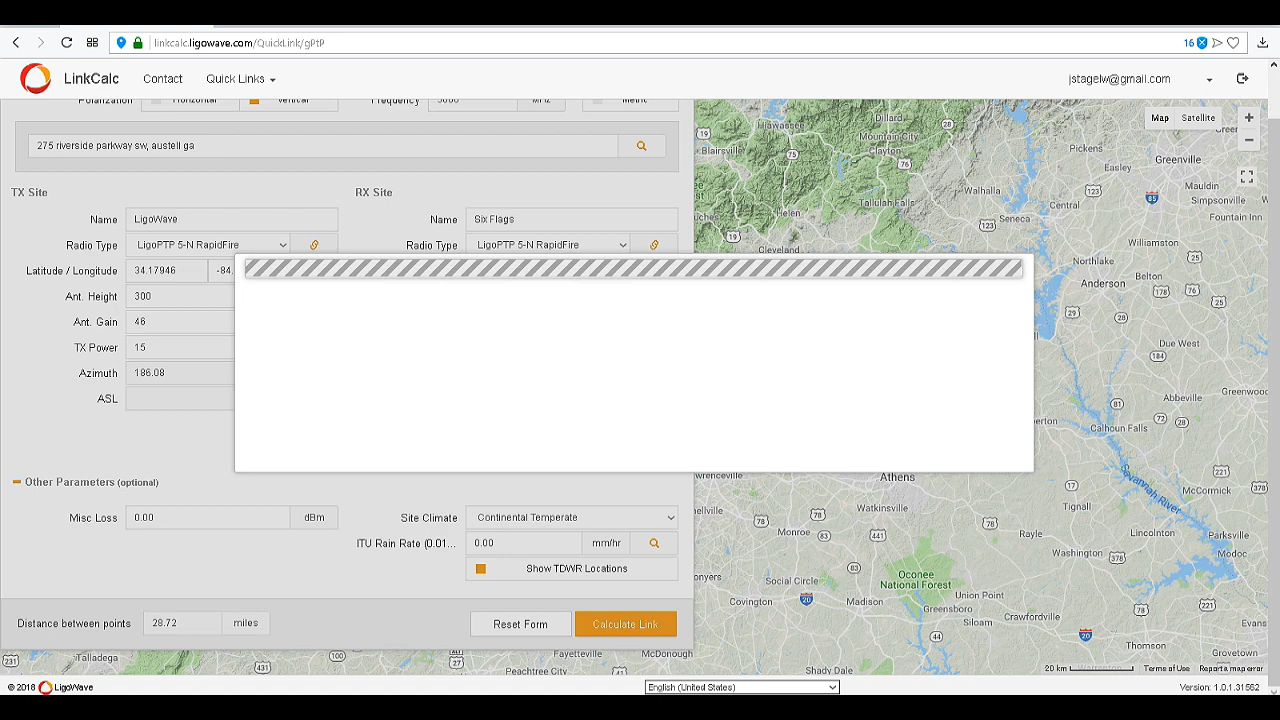 linkcalc.ligowave.com/QuickLink/gPtP
16
LinkCalc
Contact
Quick Links
jstagelw@gmail.com
Polarization
Horizontal
Vertical
Frequency
MHz
Metric
275 riverside parkway sw, austell ga
TX Site
RX Site
Name
LigoWave
Name
Six Flags
Radio Type
LigoPTP 5-N RapidFire
Radio Type
LigoPTP 5-N RapidFire
Latitude / Longitude
34.17946
-84.
Ant. Height
300
Ant. Gain
46
TX Power
15
Azimuth
186.08
ASL
Other Parameters (optional)
Misc Loss
0.00
dBm
Site Climate
Continental Temperate
ITU Rain Rate (0.01...
0.00
mm/hr
Show TDWR Locations
Distance between points
28.72
miles
Reset Form
Calculate Link
Map
Satellite
Hiawassee
Dillard
Mountain City
Clayton
Blairsville
Helen
Tallulah Falls
Cleveland
Walhalla
Seneca
Central
Pickens
Easley
Greenville
Mauldin
Simpsonville
Fountain Inn
Williamston
Northlake
Anderson
Belton
Due West
Abbeville
Greenwood
Calhoun Falls
Savannah River
McCormick
Parksville
Modoc
Lincolnton
Athens
Watkinsville
Monroe
Rayle
Tignall
Washington
Thomson
Evans
Grovetown
Social Circle
Covington
Madison
Oconee
National Forest
Union Point
Greensboro
Crawfordville
Siloam
Shady Dale
McDonough
Fayetteville
Peachtree City
Talladega
20 km
Terms of Use
Report a map error
© 2018
LigoWave
English (United States)
Version: 1.0.1.31562